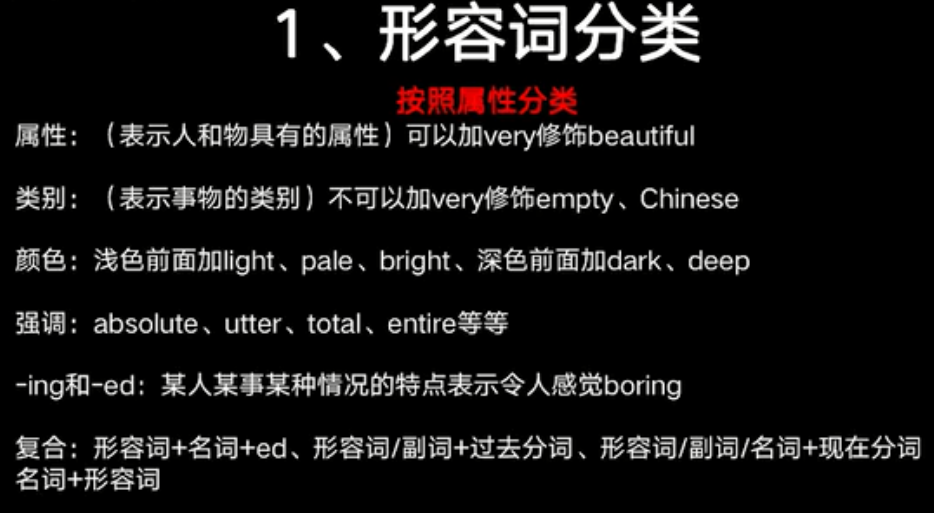 1、形容词分类
按照属性分类
属性：（表示人和物具有的属性）可以加very修饰beautiful
类别：（表示事物的类别）不可以加very修饰empty、Chinese
颜色：浅色前面加light、pale、bright、深色前面加dark、deep
强调：absolute、utter、total、entire等等
-ing和-ed：某人某事某种情况的特点表示令人感觉boring
复合：形容词+名词+ed、形容词/副词+过去分词、形容词/副词/名词+现在分词
名词+形容词